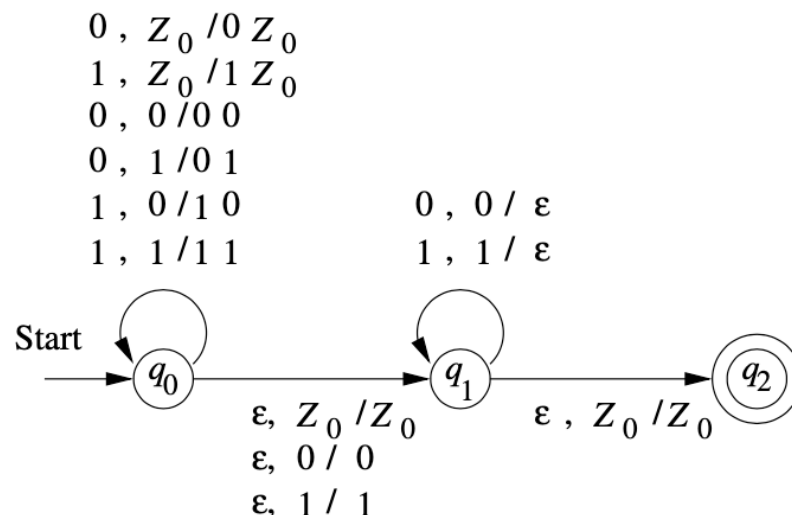 0 , Z0 /0 Z0
1 , Z0 /1 Z0
0 , 0 /0 0
0 , 1 /0 1
1 , 0 /1 0
1 , 1 /1 1
0 , 0 / ε
1 , 1 / ε
Start
q0
q1
q2
ε, Z0 /Z0
ε, 0 / 0
ε, 1 / 1
ε , Z0 /Z0